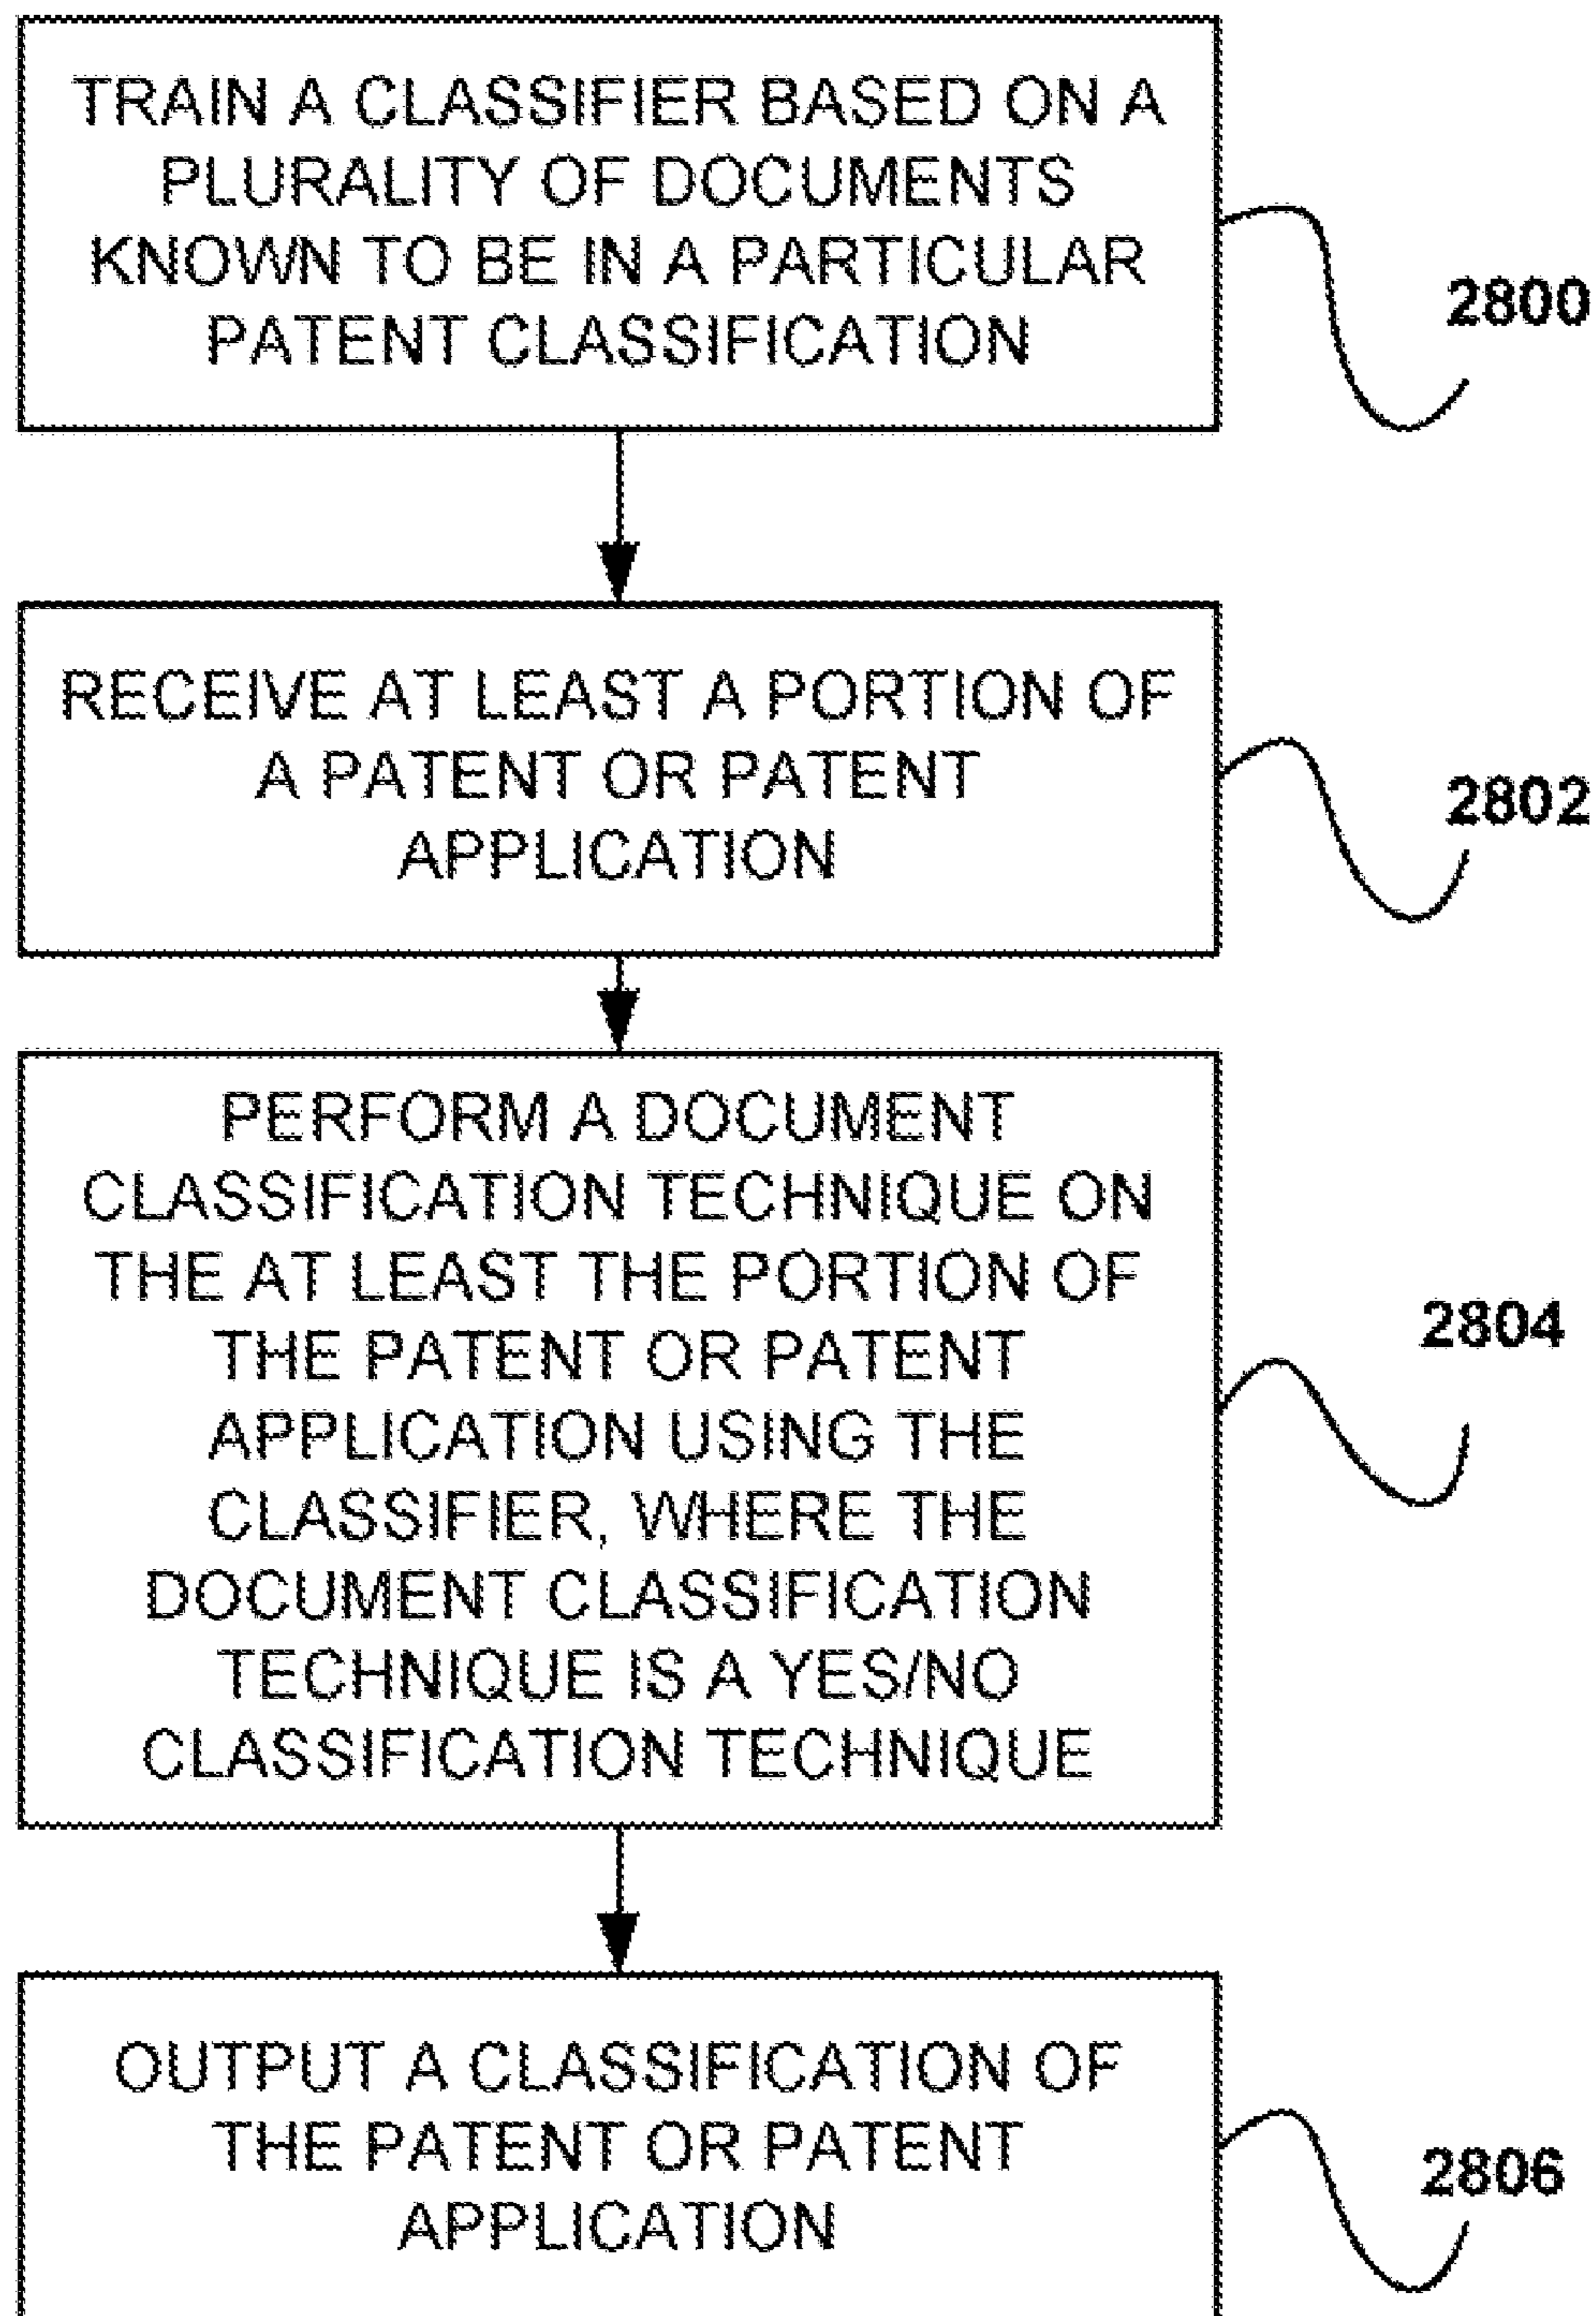 TRAIN A CLASSIFIER BASED ON A
PLURALITY OF DOCUMENTS
KNOWN TO BE IN A PARTICULAR
PATENT CLASSIFICATION
2800
RECEIVE AT LEAST A PORTION OF
A PATENT OR PATENT
APPLICATION
2802
PERFORM A DOCUMENT
CLASSIFICATION TECHNIQUE ON
THE AT LEAST THE PORTION OF
THE PATENT OR PATENT
APPLICATION USING THE
CLASSIFIER, WHERE THE
DOCUMENT CLASSIFICATION
TECHNIQUE IS A YES/NO
CLASSIFICATION TECHNIQUE
2804
OUTPUT A CLASSIFICATION OF
THE PATENT OR PATENT
APPLICATION
2806